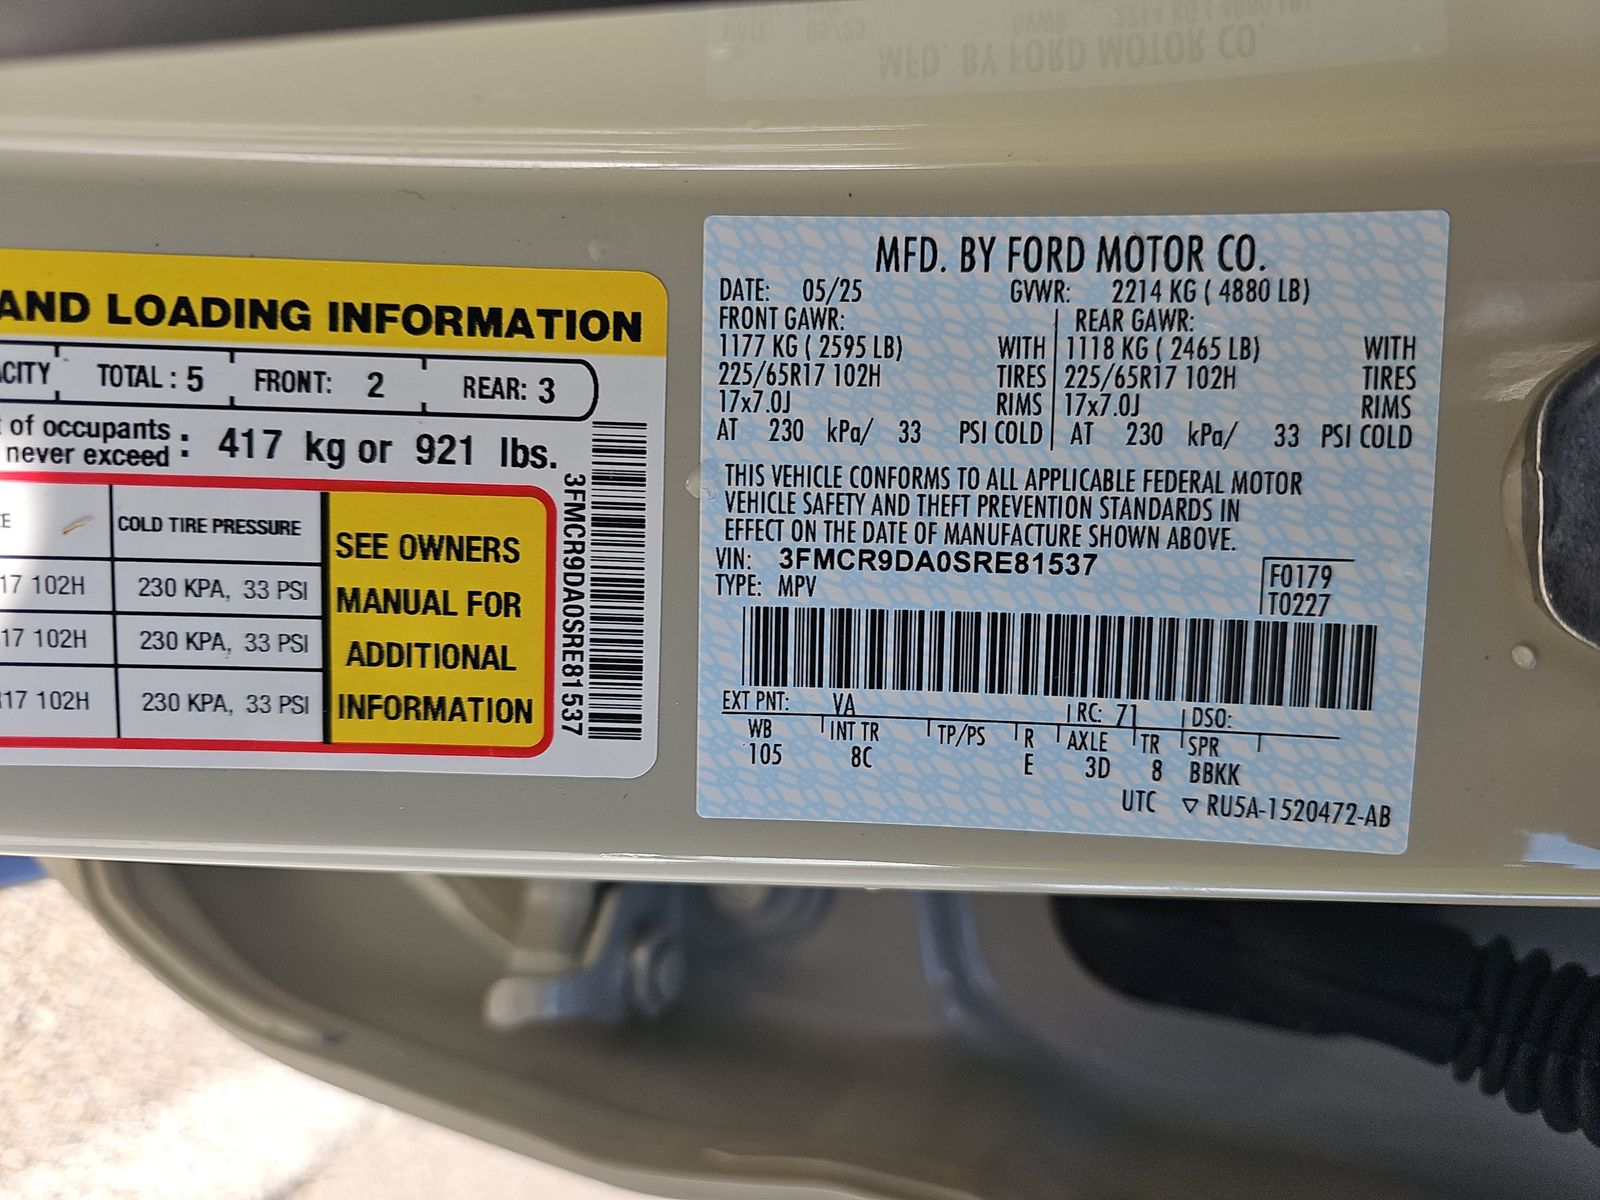 AND LOADING INFORMATION
TOTAL : 5 FRONT: 2 REAR: 3
of occupants
never exceed : 417 kg or 921 lbs.
COLD TIRE PRESSURE
17 102H 230 KPA, 33 PSI
17 102H 230 KPA, 33 PSI
17 102H 230 KPA, 33 PSI
SEE OWNERS
MANUAL FOR
ADDITIONAL
INFORMATION
3FMCR9DA0SRE81537
MFD. BY FORD MOTOR CO.
DATE: 05/25 GVWR: 2214 KG ( 4880 LB)
FRONT GAWR: REAR GAWR:
1177 KG ( 2595 LB) WITH 1118 KG ( 2465 LB) WITH
225/65R17 102H TIRES 225/65R17 102H TIRES
17x7.0J RIMS 17x7.0J RIMS
AT 230 kPa/ 33 PSI COLD AT 230 kPa/ 33 PSI COLD
THIS VEHICLE CONFORMS TO ALL APPLICABLE FEDERAL MOTOR
VEHICLE SAFETY AND THEFT PREVENTION STANDARDS IN
EFFECT ON THE DATE OF MANUFACTURE SHOWN ABOVE.
VIN: 3FMCR9DA0SRE81537
TYPE: MPV
F0179
T0227
EXT PNT: VA RC: 71 DSO:
WB INT TR TP/PS R AXLE TR SPR
105 8C E 3D 8 BBKK
UTC ▽ RU5A-1520472-AB